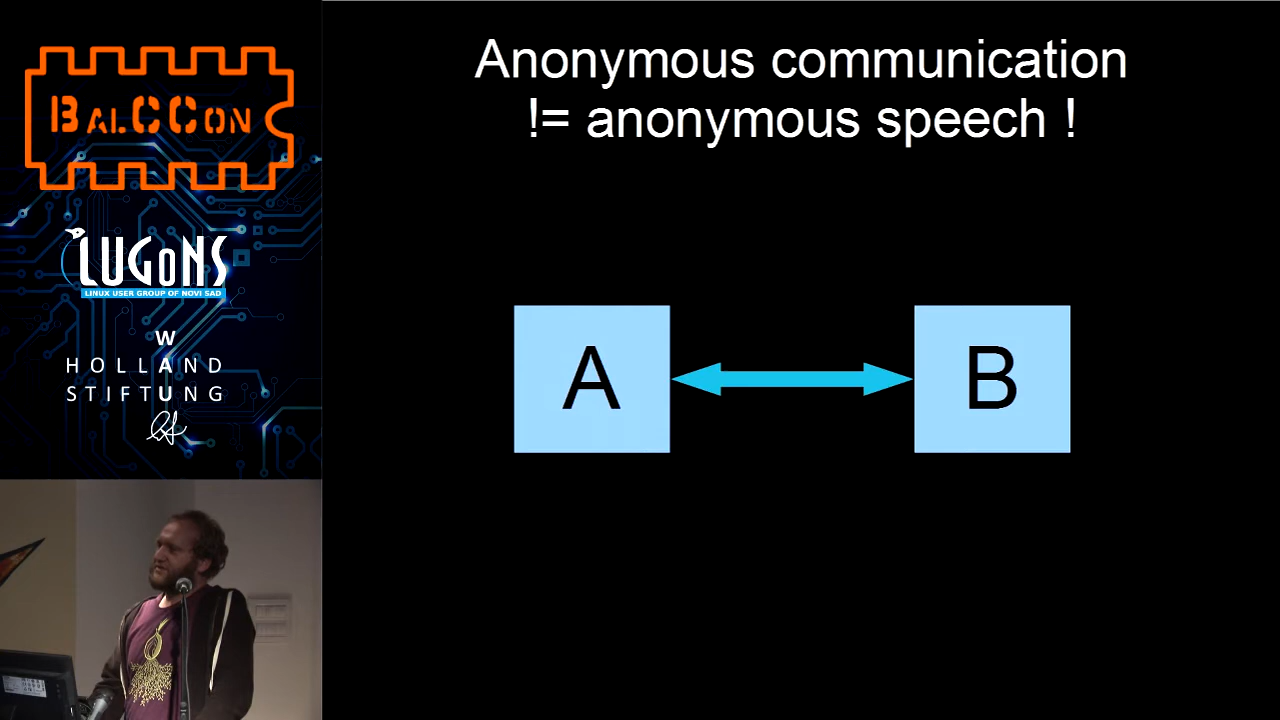 BALCCON
LUGONS
LINUX USER GROUP OF NOVI SAD
W
HOLLAND
STIFTUNG
Anonymous communication
!= anonymous speech !
A
B